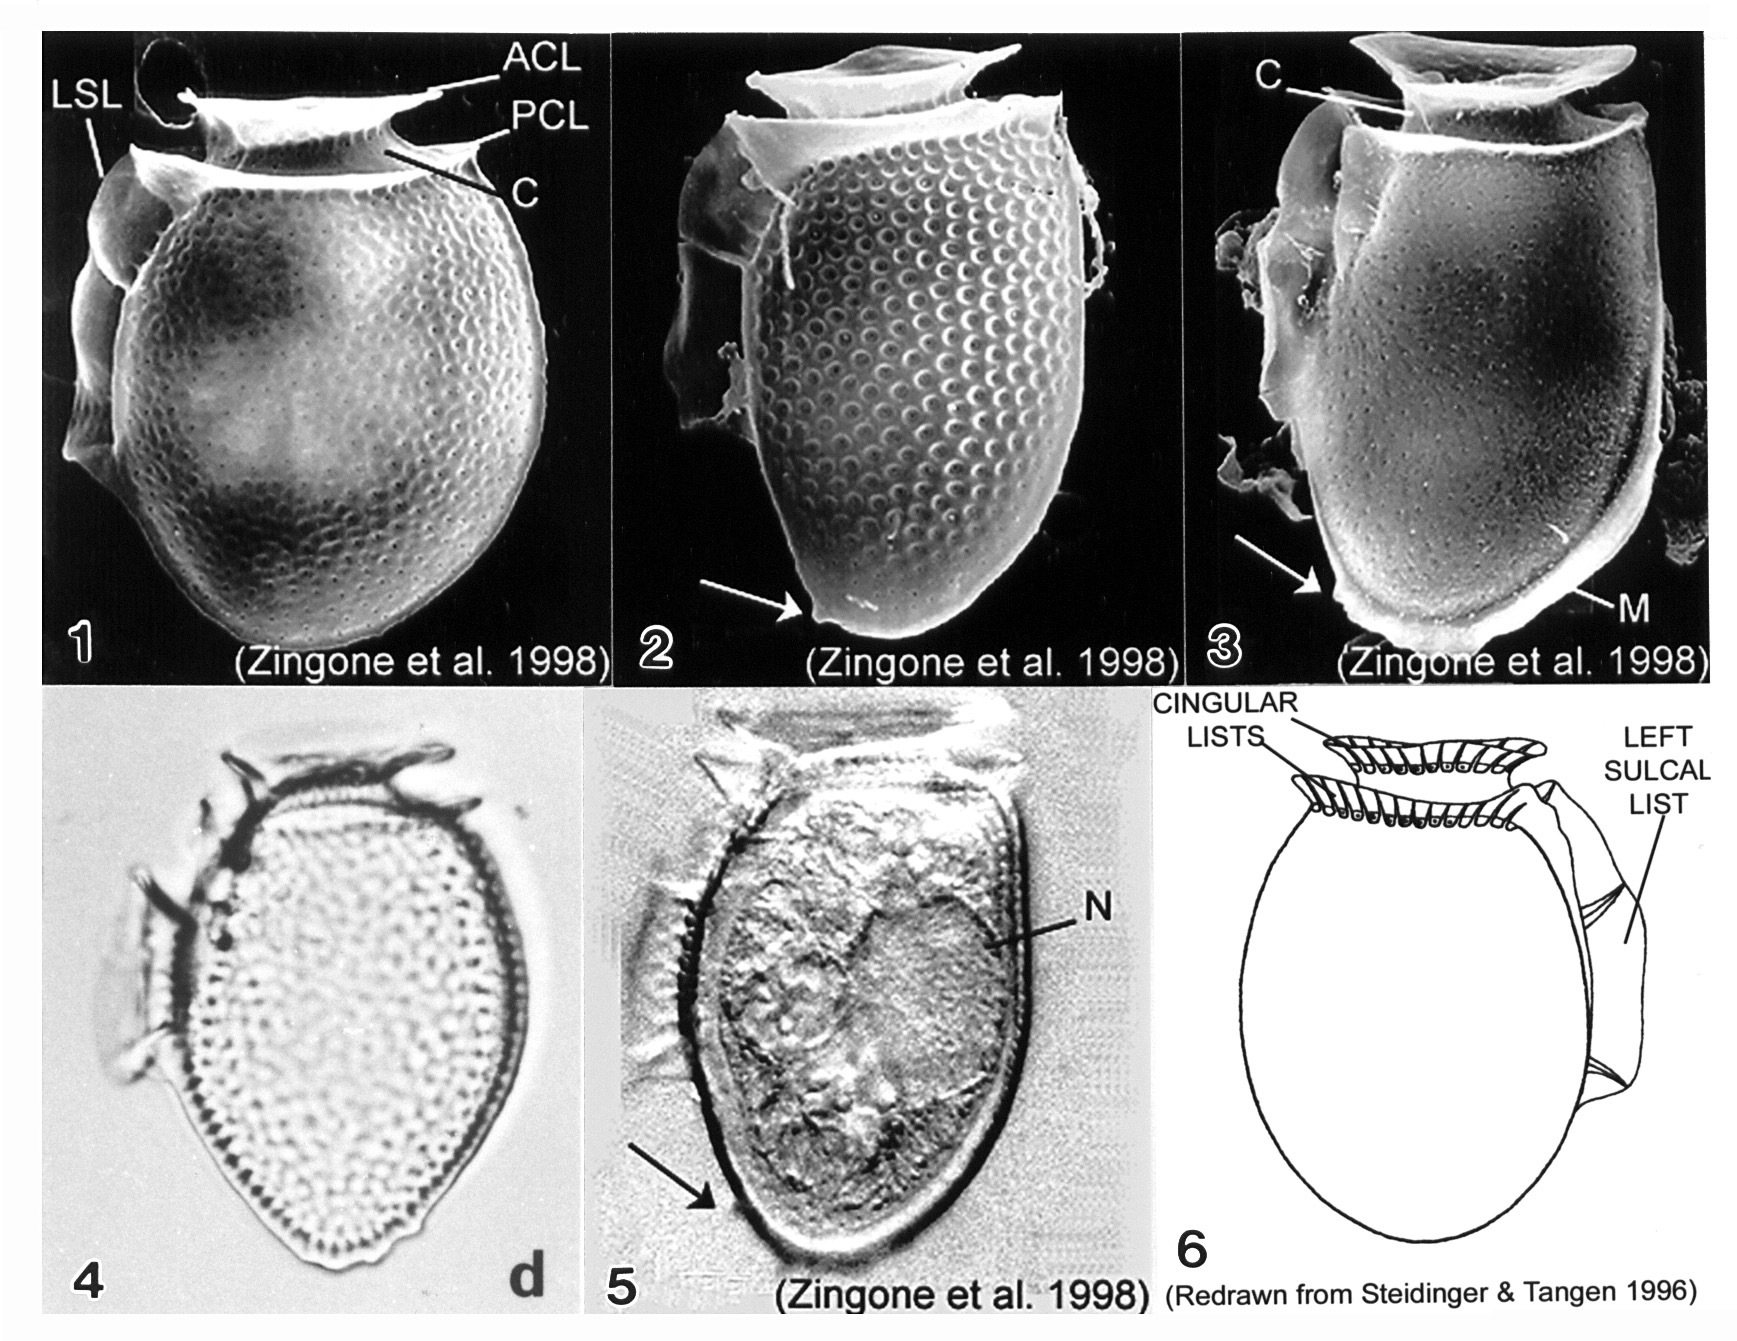 ACL
LSL
PCL
C
1
(Zingone et al. 1998)
2
(Zingone et al. 1998)
C
M
3
(Zingone et al. 1998)
4
d
N
5
(Zingone et al. 1998)
CINGULAR
LISTS
LEFT
SULCAL
LIST
6
(Redrawn from Steidinger & Tangen 1996)